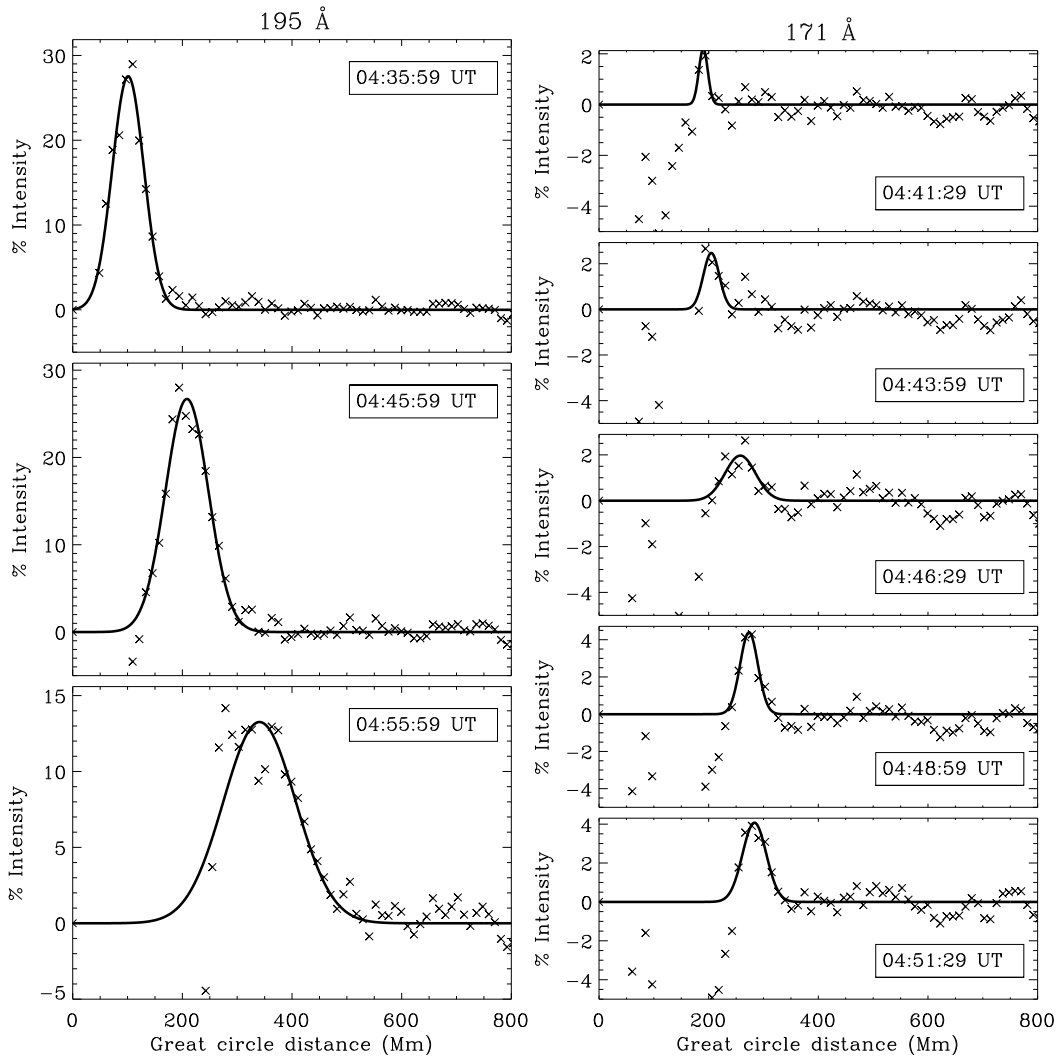 195 Å
30
20
10
0
% Intensity
04:35:59 UT
30
20
10
0
% Intensity
04:45:59 UT
15
10
5
0
−5
% Intensity
04:55:59 UT
0 200 400 600 800
Great circle distance (Mm)
171 Å
2
0
−2
−4
% Intensity
04:41:29 UT
2
0
−2
−4
% Intensity
04:43:59 UT
2
0
−2
−4
% Intensity
04:46:29 UT
4
2
0
−2
−4
% Intensity
04:48:59 UT
4
2
0
−2
−4
% Intensity
04:51:29 UT
0 200 400 600 800
Great circle distance (Mm)